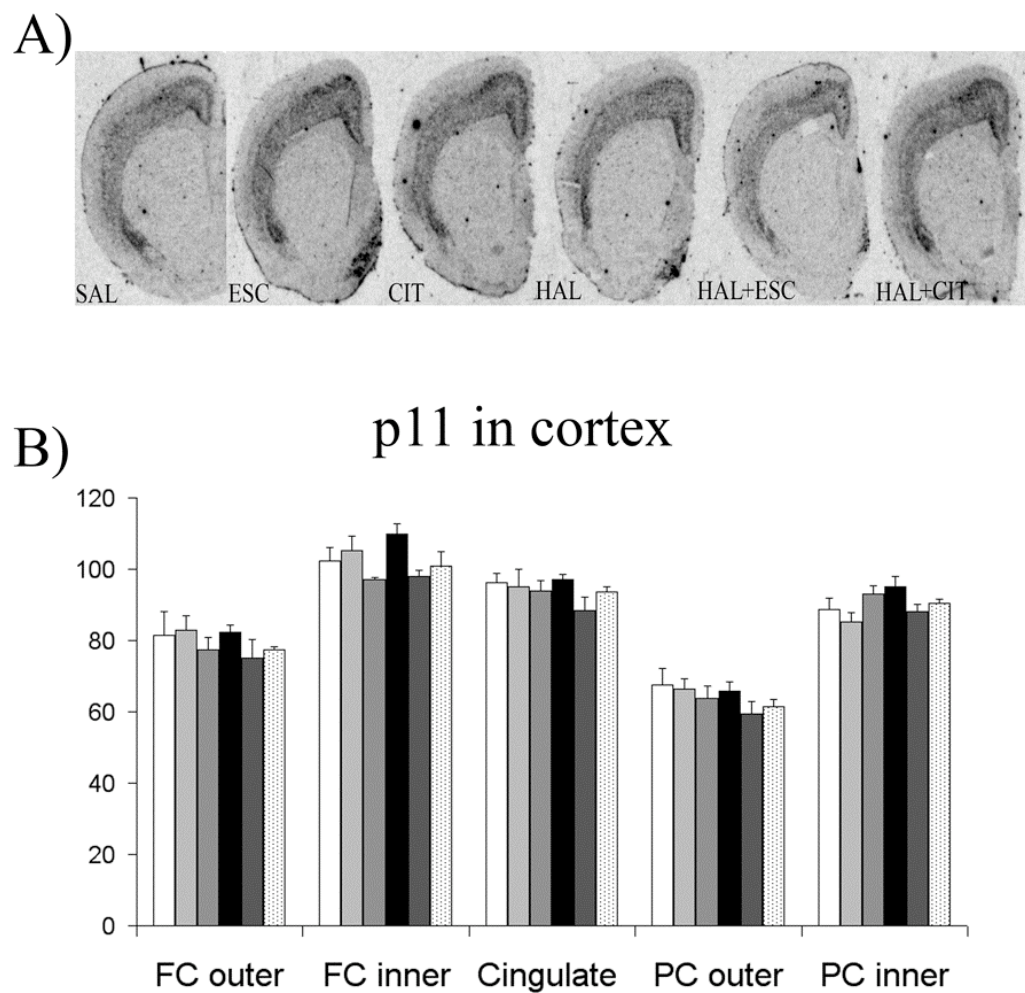 A)
SAL ESC CIT HAL HAL+ESC HAL+CIT
p11 in cortex
B)
120
100
80
60
40
20
0
FC outer FC inner Cingulate PC outer PC inner